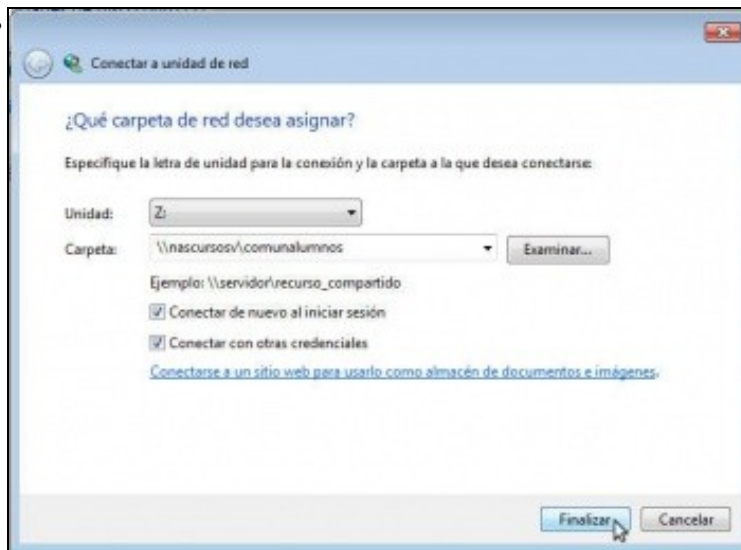 Conectar a unidad de red
¿Qué carpeta de red desea asignar?
Especifique la letra de unidad para la conexión y la carpeta a la que desea conectarse:
Unidad: Z:
Carpeta: \\nascursosv\comunalumnos Examinar...
Ejemplo: \\servidor\recurso_compartido
Conectar de nuevo al iniciar sesión
Conectar con otras credenciales
Conectarse a un sitio web para usarlo como almacén de documentos e imágenes.
Finalizar Cancelar